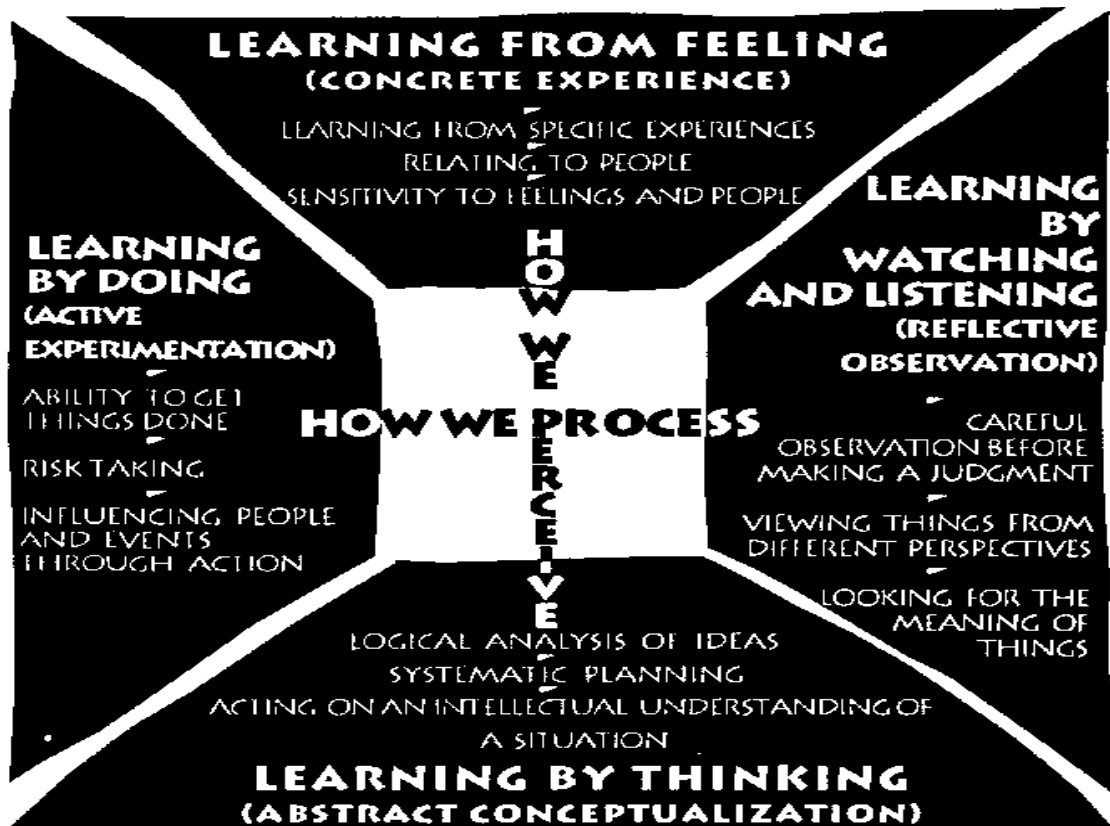 LEARNING FROM FEELING
(CONCRETE EXPERIENCE)
LEARNING FROM SPECIFIC EXPERIENCES
RELATING TO PEOPLE
SENSITIVITY TO FEELINGS AND PEOPLE
LEARNING
BY DOING
(ACTIVE
EXPERIMENTATION)
ABILITY TO GET
THINGS DONE
RISK TAKING
INFLUENCING PEOPLE
AND EVENTS
THROUGH ACTION
HOW WE PERCEIVE
HOW WE PROCESS
LEARNING
BY
WATCHING
AND LISTENING
(REFLECTIVE
OBSERVATION)
CAREFUL
OBSERVATION BEFORE
MAKING A JUDGMENT
VIEWING THINGS FROM
DIFFERENT PERSPECTIVES
LOOKING FOR THE
MEANING OF
THINGS
LOGICAL ANALYSIS OF IDEAS
SYSTEMATIC PLANNING
ACTING ON AN INTELLECTUAL UNDERSTANDING OF
A SITUATION
LEARNING BY THINKING
(ABSTRACT CONCEPTUALIZATION)